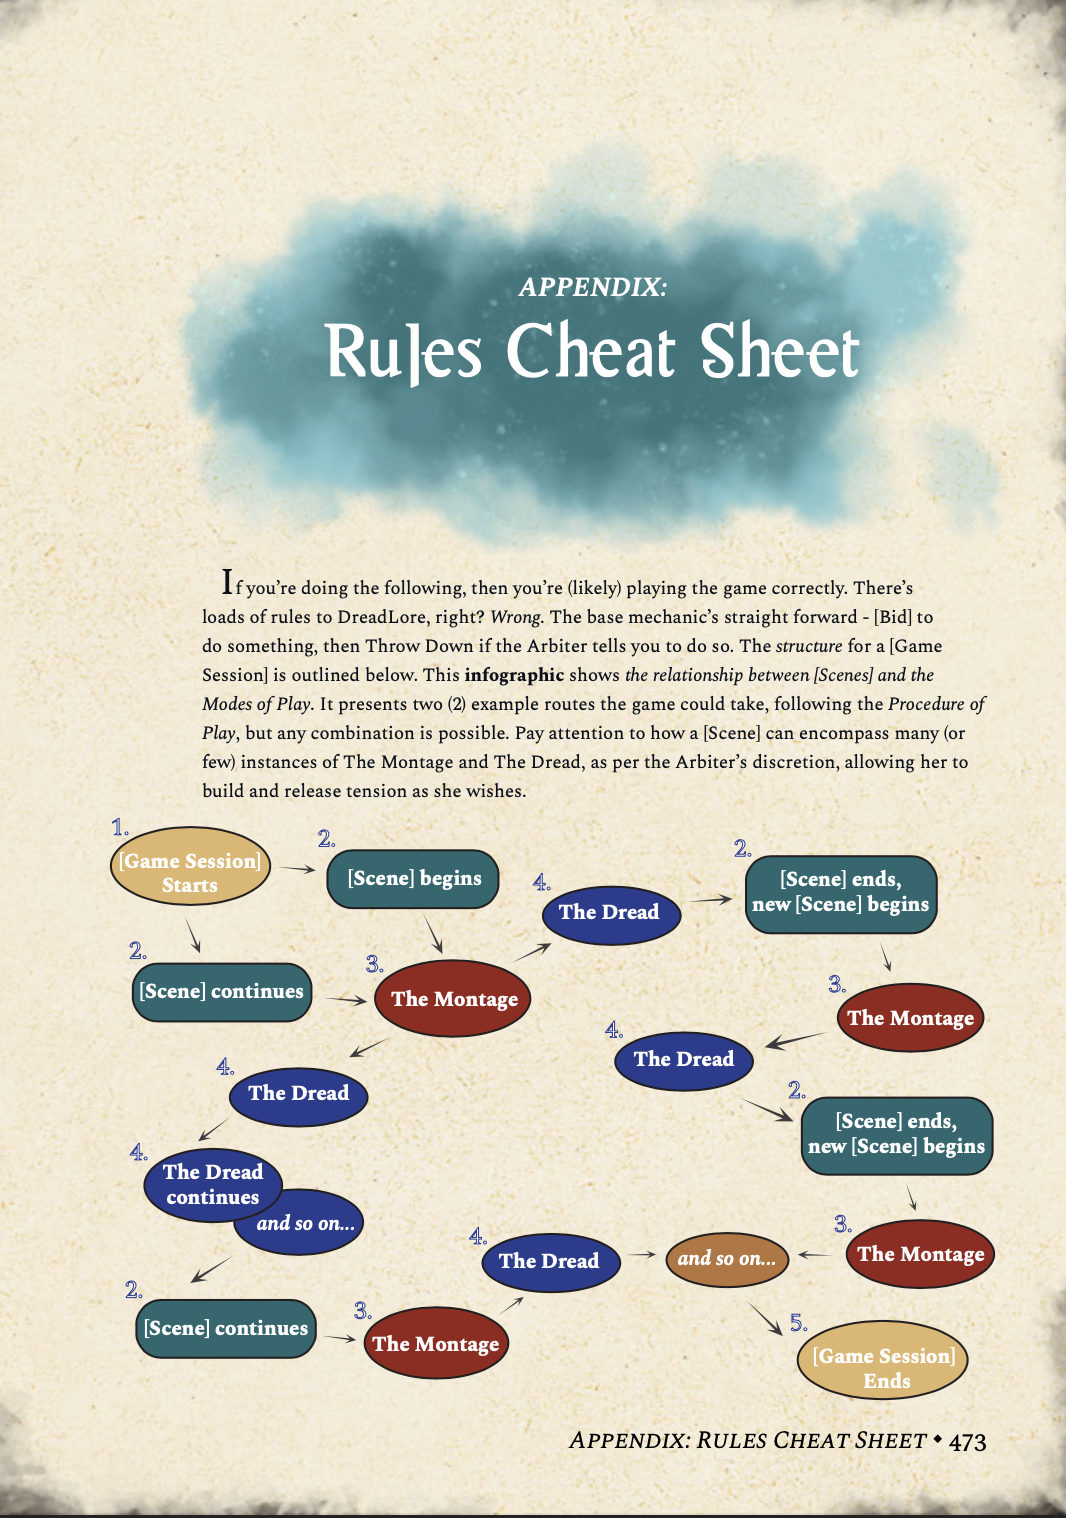 APPENDIX:
Rules Cheat Sheet
If you're doing the following, then you're (likely) playing the game correctly. There's
loads of rules to DreadLore, right? Wrong. The base mechanic's straight forward - [Bid] to
do something, then Throw Down if the Arbiter tells you to do so. The structure for a [Game
Session] is outlined below. This infographic shows the relationship between [Scenes] and the
Modes of Play. It presents two (2) example routes the game could take, following the Procedure of
Play, but any combination is possible. Pay attention to how a [Scene] can encompass many (or
few) instances of The Montage and The Dread, as per the Arbiter's discretion, allowing her to
build and release tension as she wishes.
1.
[Game Session]
Starts
2.
[Scene] begins
4.
The Dread
2.
[Scene] ends,
new [Scene] begins
2.
[Scene] continues
3.
The Montage
3.
The Montage
4.
The Dread
4.
The Dread
2.
[Scene] ends,
new [Scene] begins
4.
The Dread
continues
and so on...
4.
The Dread
and so on...
3.
The Montage
2.
[Scene] continues
3.
The Montage
5.
[Game Session]
Ends
APPENDIX: RULES CHEAT SHEET ◆ 473